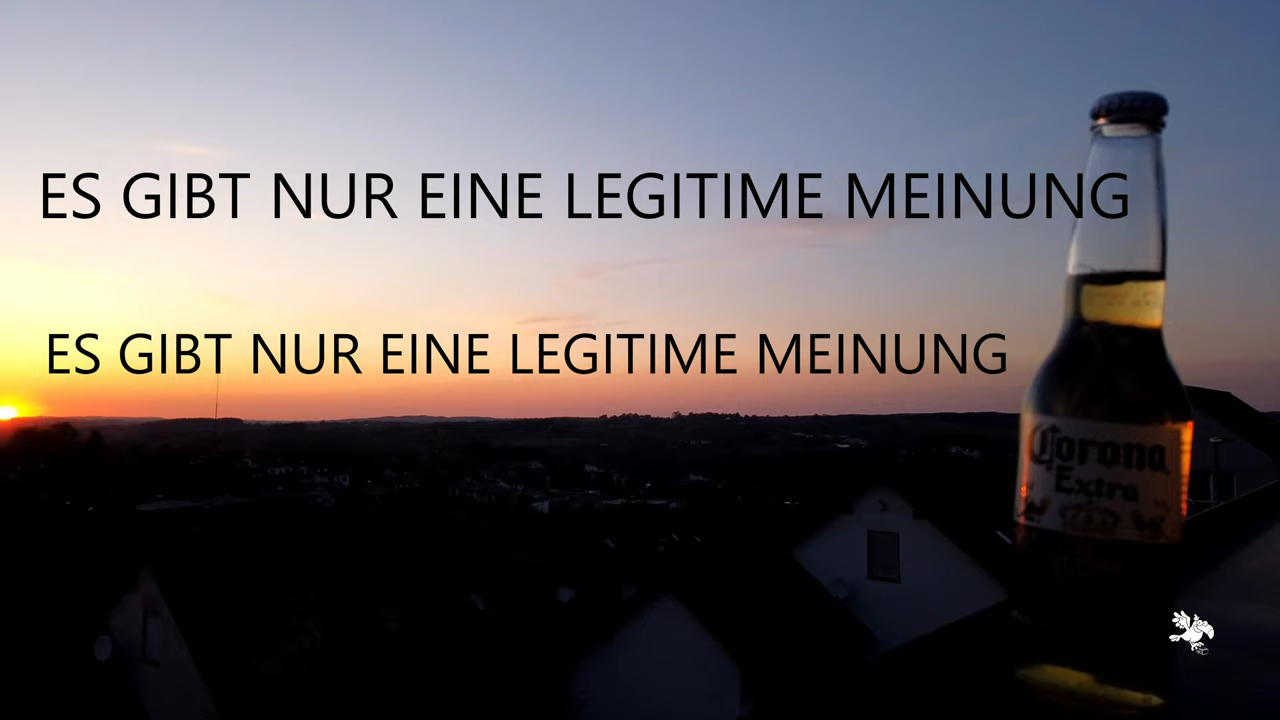 ES GIBT NUR EINE LEGITIME MEINUNG
ES GIBT NUR EINE LEGITIME MEINUNG
Corona
Extra